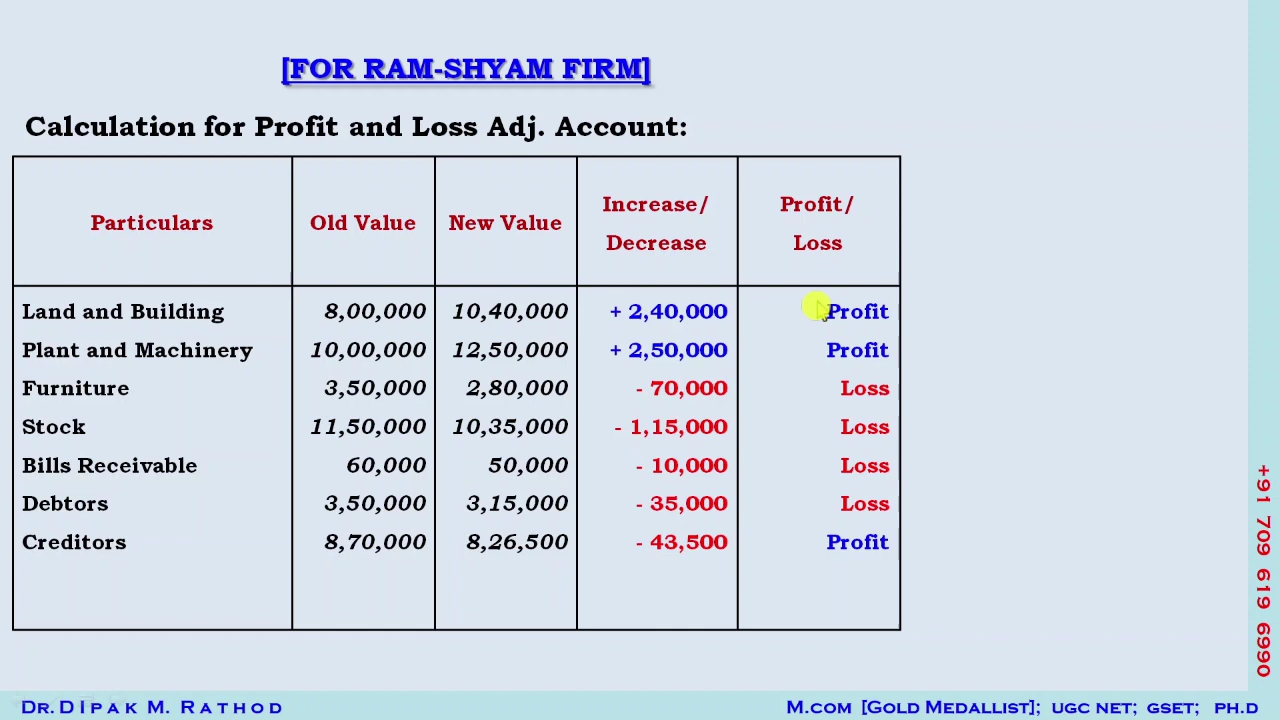 [FOR RAM-SHYAM FIRM]
Calculation for Profit and Loss Adj. Account:
Particulars Old Value New Value Increase/ Decrease Profit/ Loss
Land and Building 8,00,000 10,40,000 + 2,40,000 Profit
Plant and Machinery 10,00,000 12,50,000 + 2,50,000 Profit
Furniture 3,50,000 2,80,000 - 70,000 Loss
Stock 11,50,000 10,35,000 - 1,15,000 Loss
Bills Receivable 60,000 50,000 - 10,000 Loss
Debtors 3,50,000 3,15,000 - 35,000 Loss
Creditors 8,70,000 8,26,500 - 43,500 Profit
+91 709 619 6990
Dr. Dipak M. Rathod
M.com [Gold Medallist]; UGC NET; GSET; Ph.D